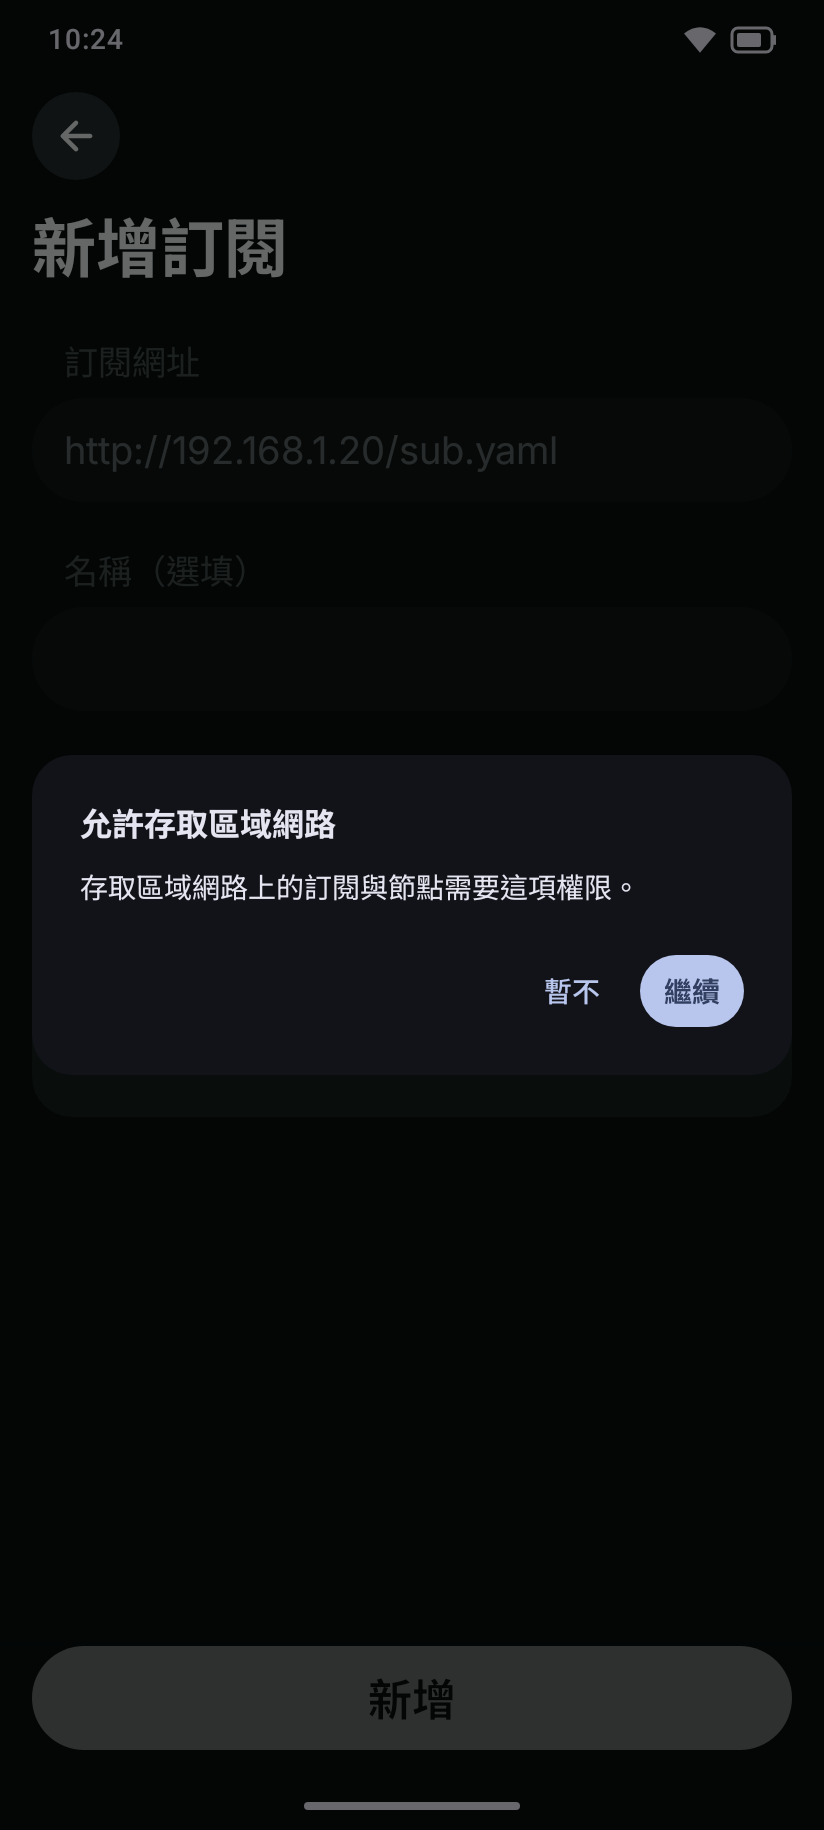 10:24
新增訂閱
訂閱網址
http://192.168.1.20/sub.yaml
名稱（選填）
允許存取區域網路
存取區域網路上的訂閱與節點需要這項權限。
暫不
繼續
新增